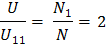 U/U₁₁ = N₁/N = 2